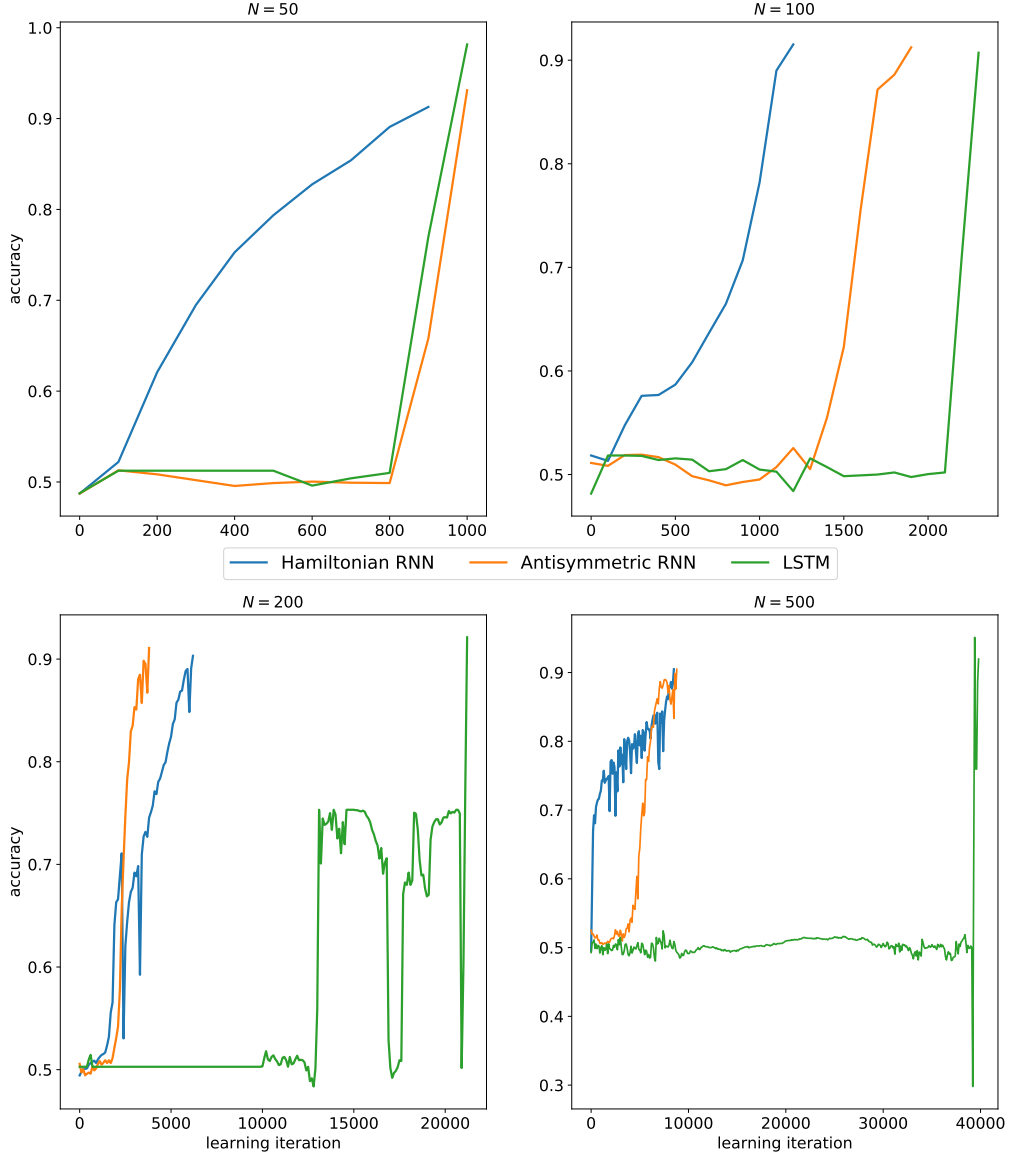 N = 50
1.0
0.9
0.8
0.7
0.6
0.5
accuracy
0 200 400 600 800 1000
N = 100
0.9
0.8
0.7
0.6
0.5
0 500 1000 1500 2000
Hamiltonian RNN Antisymmetric RNN LSTM
N = 200
0.9
0.8
0.7
0.6
0.5
accuracy
0 5000 10000 15000 20000
learning iteration
N = 500
0.9
0.8
0.7
0.6
0.5
0.4
0.3
0 10000 20000 30000 40000
learning iteration